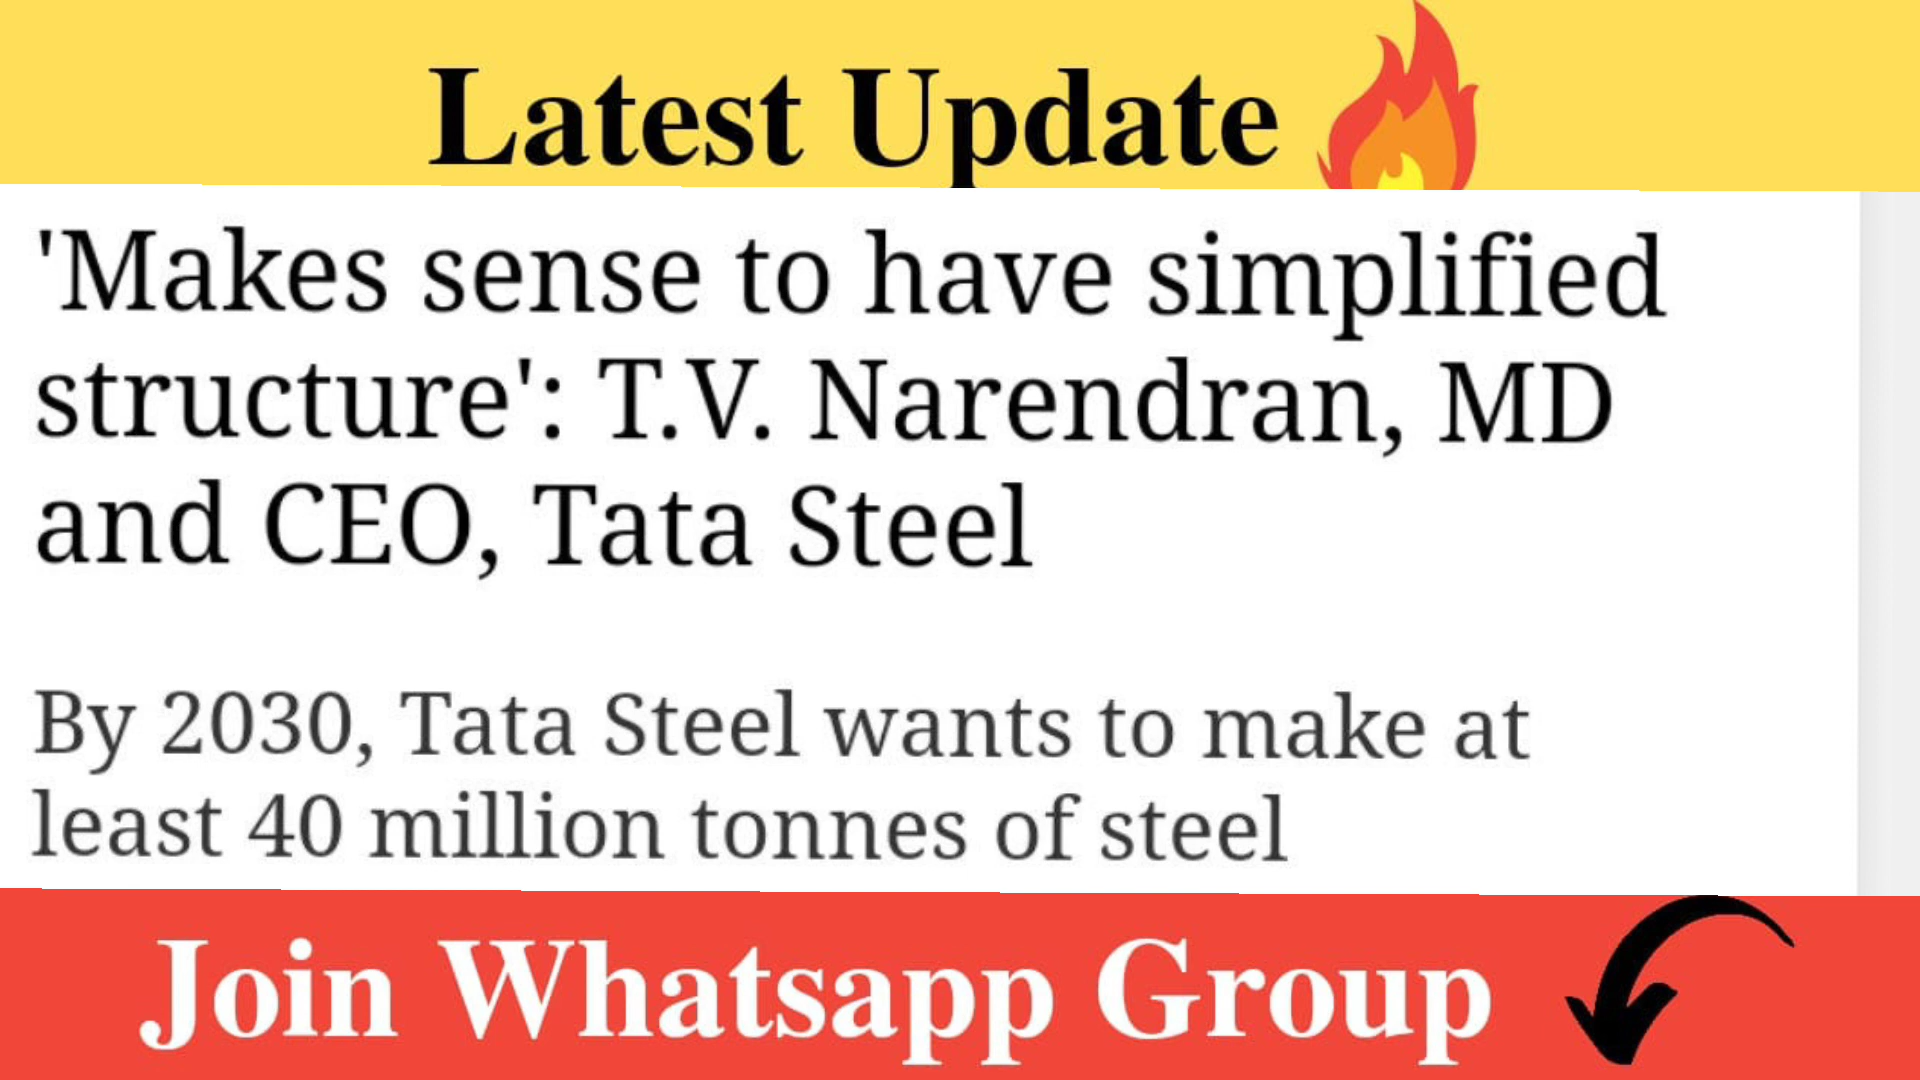 Latest Update
'Makes sense to have simplified
structure': T.V. Narendran, MD
and CEO, Tata Steel
By 2030, Tata Steel wants to make at
least 40 million tonnes of steel
Join Whatsapp Group